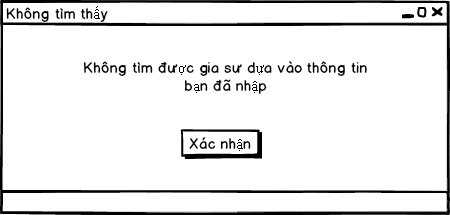 Không tìm thấy
Không tìm được gia sư dựa vào thông tin
bạn đã nhập
Xác nhận